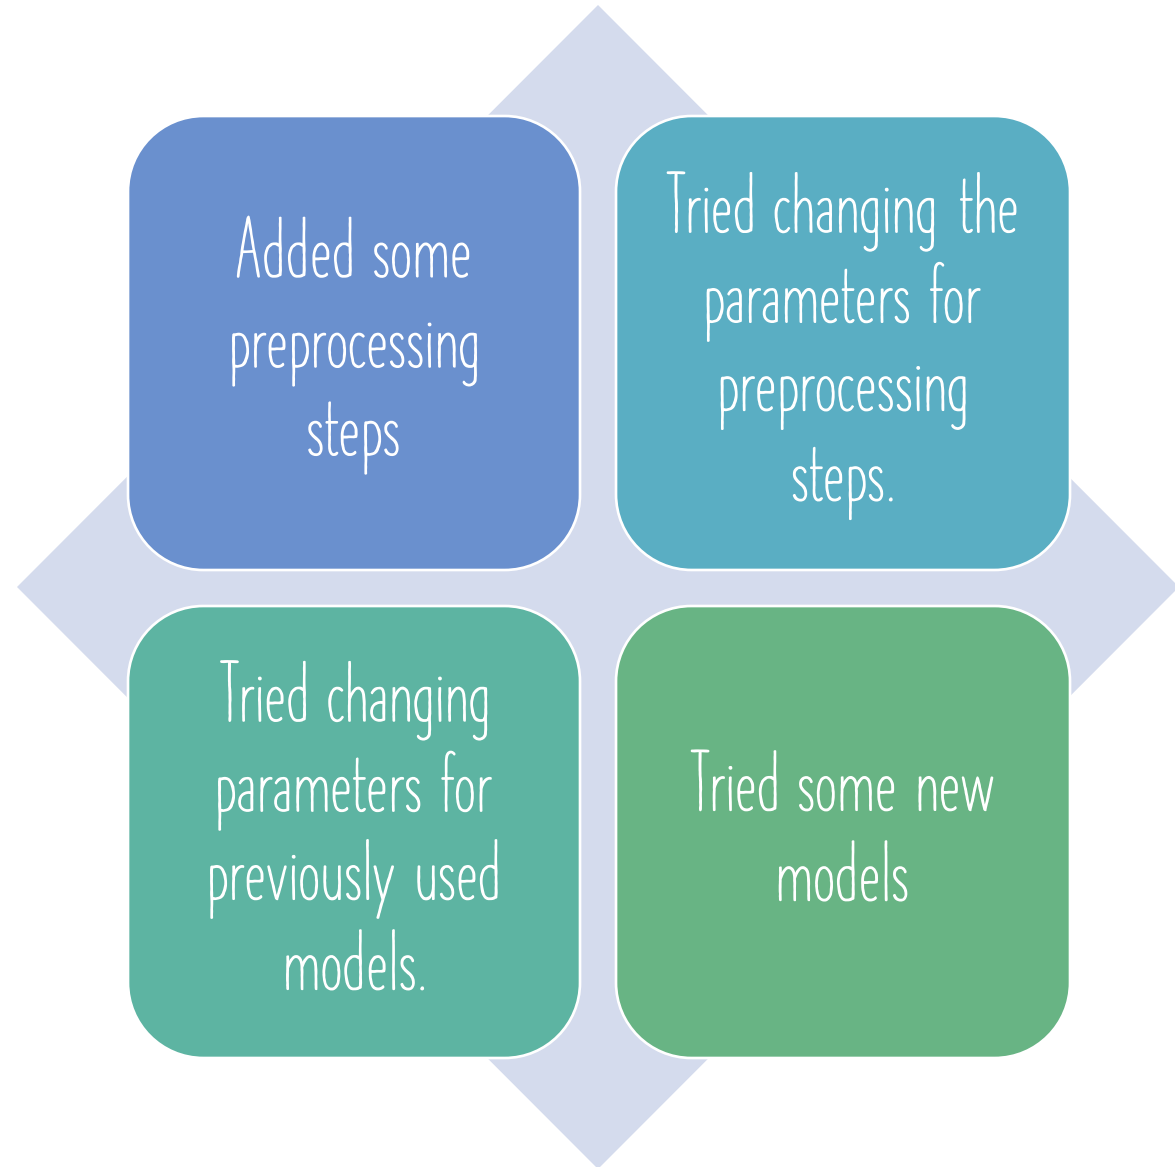 Added some
preprocessing
steps
Tried changing the
parameters for
preprocessing
steps.
Tried changing
parameters for
previously used
models.
Tried some new
models